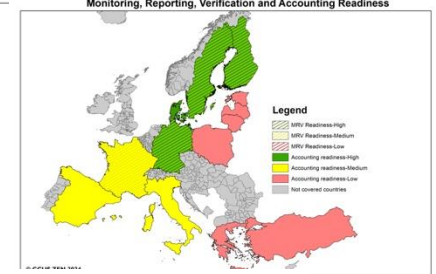 Monitoring, Reporting, Verification and Accounting Readiness
Legend
MRV Readiness-High
MRV Readiness-Medium
MRV Readiness-Low
Accounting readiness-High
Accounting readiness-Medium
Accounting readiness-Low
Not covered countries
© CCUS ZEN 2024